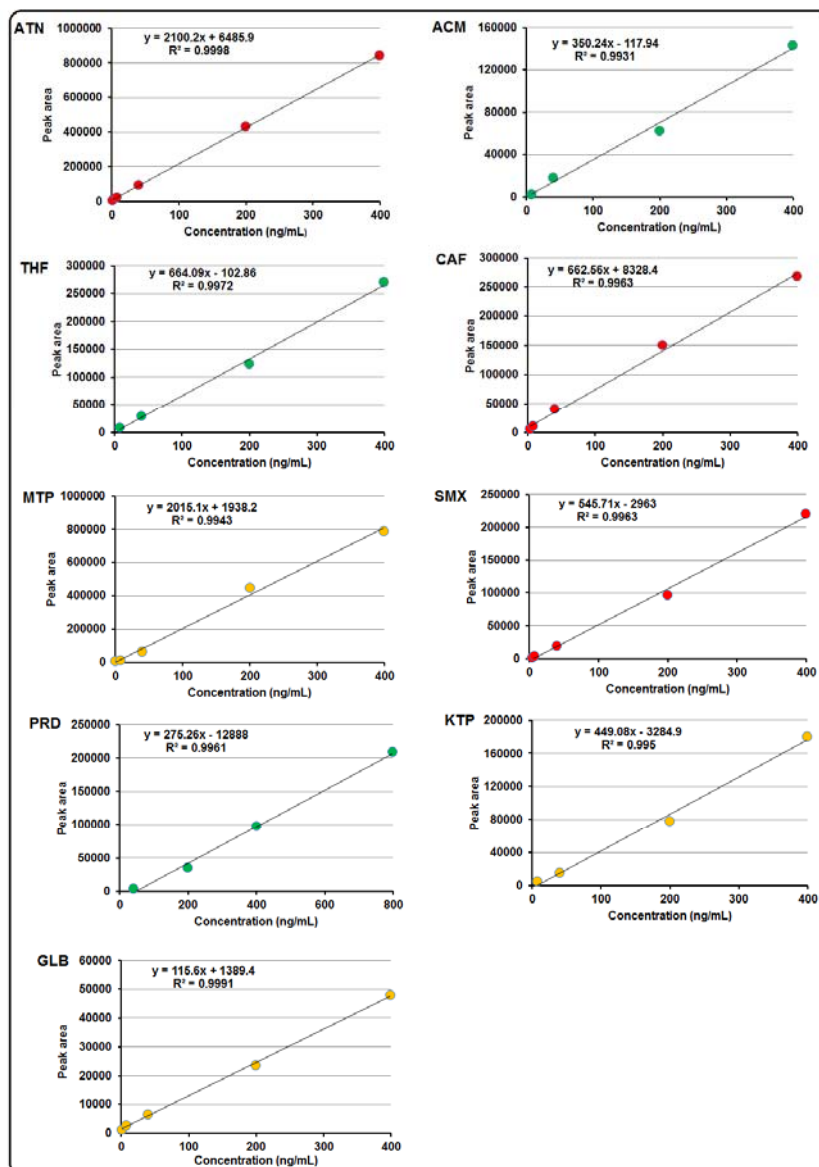 ATN
y = 2100.2x + 6485.9
R² = 0.9998
Peak area
1000000
800000
600000
400000
200000
0
0 100 200 300 400
Concentration (ng/mL)
ACM
y = 350.24x - 117.94
R² = 0.9931
Peak area
160000
120000
80000
40000
0
0 100 200 300 400
Concentration (ng/mL)
THF
y = 664.09x - 102.86
R² = 0.9972
Peak area
300000
250000
200000
150000
100000
50000
0
0 100 200 300 400
Concentration (ng/mL)
CAF
y = 662.56x + 8328.4
R² = 0.9963
Peak area
300000
250000
200000
150000
100000
50000
0
0 100 200 300 400
Concentration (ng/mL)
MTP
y = 2015.1x + 1938.2
R² = 0.9943
Peak area
1000000
800000
600000
400000
200000
0
0 100 200 300 400
Concentration (ng/mL)
SMX
y = 545.71x - 2963
R² = 0.9963
Peak area
250000
200000
150000
100000
50000
0
0 100 200 300 400
Concentration (ng/mL)
PRD
y = 275.26x - 12888
R² = 0.9961
Peak area
250000
200000
150000
100000
50000
0
0 200 400 600 800
Concentration (ng/mL)
KTP
y = 449.08x - 3284.9
R² = 0.995
Peak area
200000
160000
120000
80000
40000
0
0 100 200 300 400
Concentration (ng/mL)
GLB
y = 115.6x + 1389.4
R² = 0.9991
Peak area
60000
50000
40000
30000
20000
10000
0
0 100 200 300 400
Concentration (ng/mL)